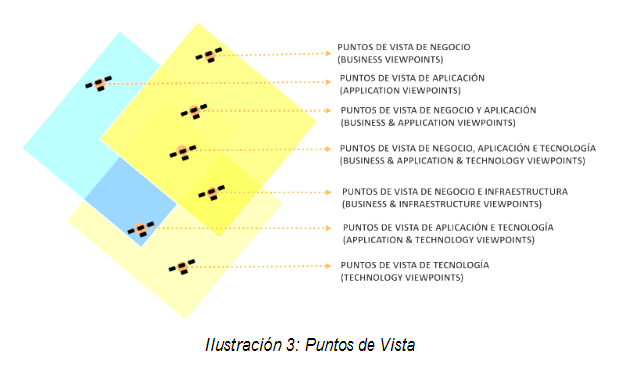 PUNTOS DE VISTA DE NEGOCIO
(BUSINESS VIEWPOINTS)
PUNTOS DE VISTA DE APLICACIÓN
(APPLICATION VIEWPOINTS)
PUNTOS DE VISTA DE NEGOCIO Y APLICACIÓN
(BUSINESS & APPLICATION VIEWPOINTS)
PUNTOS DE VISTA DE NEGOCIO, APLICACIÓN E TECNOLOGÍA
(BUSINESS & APPLICATION & TECHNOLOGY VIEWPOINTS)
PUNTOS DE VISTA DE NEGOCIO E INFRAESTRUCTURA
(BUSINESS & INFRAESTRUCTURE VIEWPOINTS)
PUNTOS DE VISTA DE APLICACIÓN E TECNOLOGÍA
(APPLICATION & TECHNOLOGY VIEWPOINTS)
PUNTOS DE VISTA DE TECNOLOGÍA
(TECHNOLOGY VIEWPOINTS)
Ilustración 3: Puntos de Vista